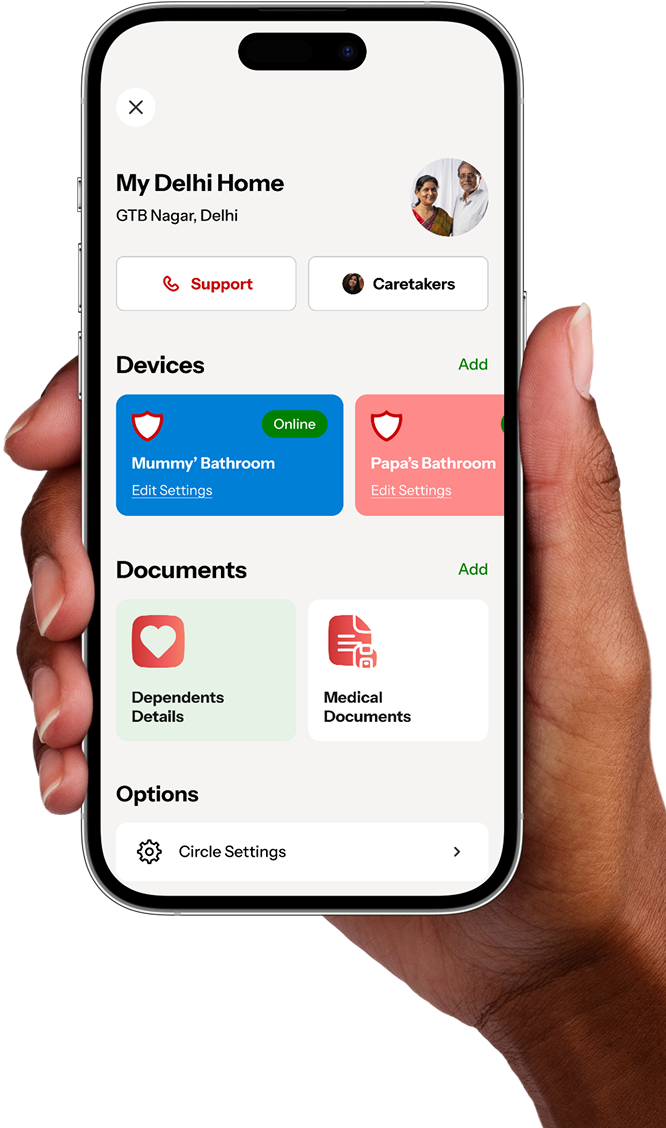 My Delhi Home
GTB Nagar, Delhi
Support
Caretakers
Devices
Add
Online
Mummy’ Bathroom
Edit Settings
Papa’s Bathroom
Edit Settings
Documents
Add
Dependents
Details
Medical
Documents
Options
Circle Settings